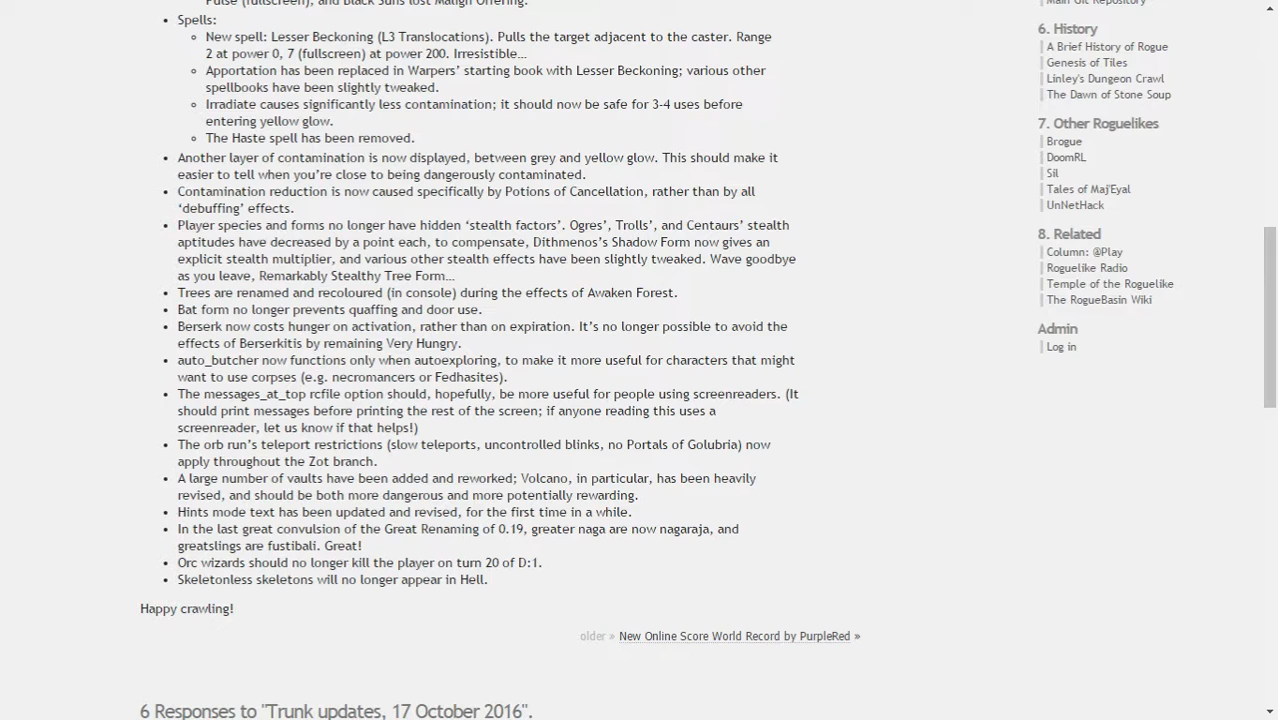 Pulse (fullscreen), and Black Suns lost Malign Offering.
• Spells:
◦ New spell: Lesser Beckoning (L3 Translocations). Pulls the target adjacent to the caster. Range
2 at power 0, 7 (fullscreen) at power 200. Irresistible…
◦ Apportation has been replaced in Warpers’ starting book with Lesser Beckoning; various other
spellbooks have been slightly tweaked.
◦ Irradiate causes significantly less contamination; it should now be safe for 3-4 uses before
entering yellow glow.
◦ The Haste spell has been removed.
• Another layer of contamination is now displayed, between grey and yellow glow. This should make it
easier to tell when you’re close to being dangerously contaminated.
• Contamination reduction is now caused specifically by Potions of Cancellation, rather than by all
‘debuffing’ effects.
• Player species and forms no longer have hidden ‘stealth factors’. Ogres’, Trolls’, and Centaurs’ stealth
aptitudes have decreased by a point each, to compensate, Dithmenos’s Shadow Form now gives an
explicit stealth multiplier, and various other stealth effects have been slightly tweaked. Wave goodbye
as you leave, Remarkably Stealthy Tree Form…
• Trees are renamed and recoloured (in console) during the effects of Awaken Forest.
• Bat form no longer prevents quaffing and door use.
• Berserk now costs hunger on activation, rather than on expiration. It’s no longer possible to avoid the
effects of Berserkitis by remaining Very Hungry.
• auto_butcher now functions only when autoexploring, to make it more useful for characters that might
want to use corpses (e.g. necromancers or Fedhasites).
• The messages_at_top rcfile option should, hopefully, be more useful for people using screenreaders. (It
should print messages before printing the rest of the screen; if anyone reading this uses a
screenreader, let us know if that helps!)
• The orb run’s teleport restrictions (slow teleports, uncontrolled blinks, no Portals of Golubria) now
apply throughout the Zot branch.
• A large number of vaults have been added and reworked; Volcano, in particular, has been heavily
revised, and should be both more dangerous and more potentially rewarding.
• Hints mode text has been updated and revised, for the first time in a while.
• In the last great convulsion of the Great Renaming of 0.19, greater naga are now nagaraja, and
greatslings are fustibali. Great!
• Orc wizards should no longer kill the player on turn 20 of D:1.
• Skeletonless skeletons will no longer appear in Hell.
Happy crawling!
older » New Online Score World Record by PurpleRed »
6 Responses to "Trunk updates, 17 October 2016".
Main Git Repository
6. History
A Brief History of Rogue
Genesis of Tiles
Linley's Dungeon Crawl
The Dawn of Stone Soup
7. Other Roguelikes
Brogue
DoomRL
Sil
Tales of Maj'Eyal
UnNetHack
8. Related
Column: @Play
Roguelike Radio
Temple of the Roguelike
The RogueBasin Wiki
Admin
Log in